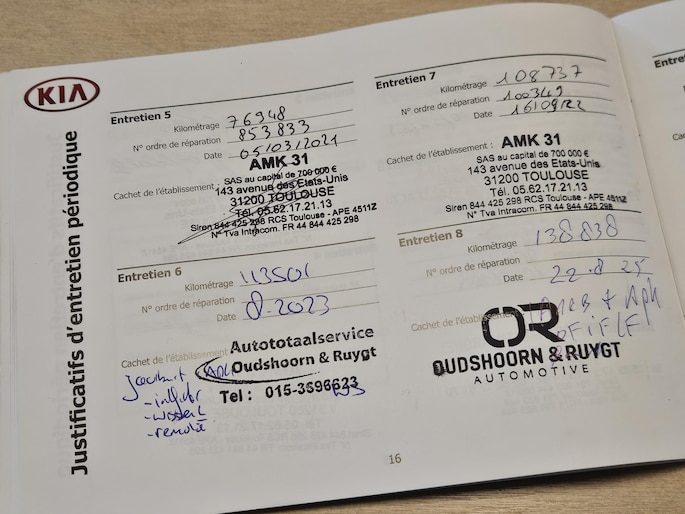 KIA
Justificatifs d'entretien périodique
Entretien 5
Kilométrage 76948
N° ordre de réparation 853833
Date 05/03/2021
Cachet de l'établissement :
AMK 31
SAS au capital de 700 000 €
143 avenue des Etats-Unis
31200 TOULOUSE
Tél. 05.62.17.21.13
Siren 844 425 298 RCS Toulouse - APE 4511Z
N° Tva Intracom. FR 44 844 425 298
Entretien 6
Kilométrage 113501
N° ordre de réparation
Date 8-2023
Cachet de l'établissement
Autototaalservice
Oudshoorn & Ruygt
Tel : 015-3696623
- remolie
Entretien 7
Kilométrage 108737
N° ordre de réparation 100349
Date 16/09/22
Cachet de l'établissement :
AMK 31
SAS au capital de 700 000 €
143 avenue des Etats-Unis
31200 TOULOUSE
Tél. 05.62.17.21.13
Siren 844 425 298 RCS Toulouse - APE 4511Z
N° Tva Intracom. FR 44 844 425 298
Entretien 8
Kilométrage 138838
N° ordre de réparation
Date 22-8 25
Cachet de l'établissement
OR
OUDSHOORN & RUYGT
AUTOMOTIVE
16